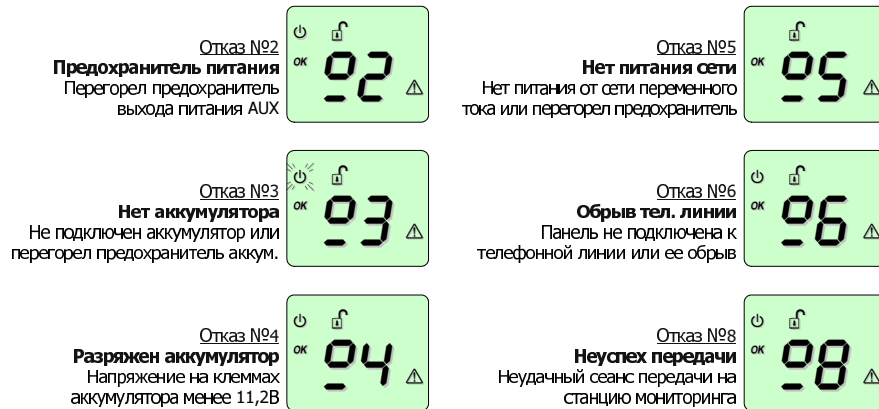 Отказ №2
Предохранитель питания
Перегорел предохранитель
выхода питания AUX
OK
02
Отказ №3
Нет аккумулятора
Не подключен аккумулятор или
перегорел предохранитель аккум.
OK
03
Отказ №4
Разряжен аккумулятор
Напряжение на клеммах
аккумулятора менее 11,2В
OK
04
Отказ №5
Нет питания сети
Нет питания от сети переменного
тока или перегорел предохранитель
OK
05
Отказ №6
Обрыв тел. линии
Панель не подключена к
телефонной линии или ее обрыв
OK
06
Отказ №8
Неуспех передачи
Неудачный сеанс передачи на
станцию мониторинга
OK
08